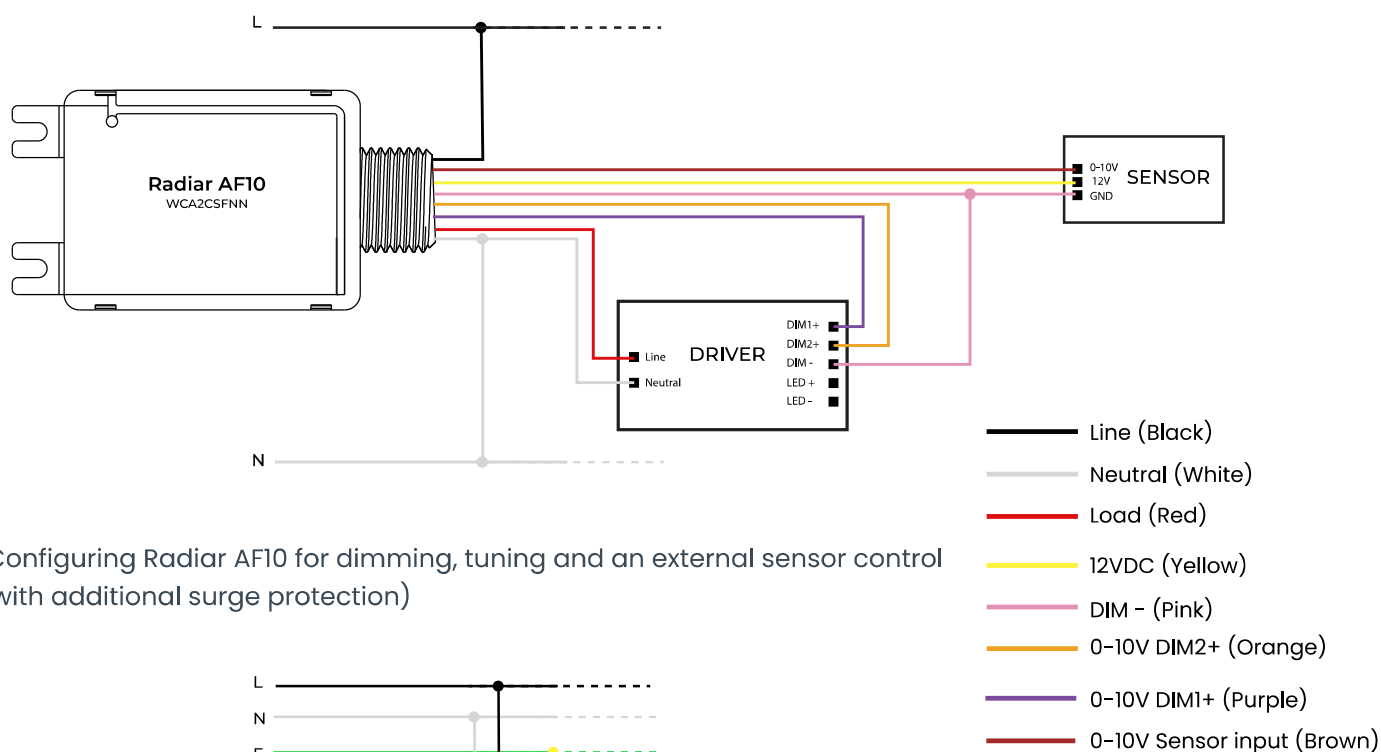 L
Radiar AF10
WCA2CSFNN
0-10V
12V
GND
SENSOR
DIM1+
DIM2+
DIM -
LED +
LED -
Line
Neutral
DRIVER
N
Line (Black)
Neutral (White)
Load (Red)
12VDC (Yellow)
DIM - (Pink)
0-10V DIM2+ (Orange)
0-10V DIM1+ (Purple)
0-10V Sensor input (Brown)
Configuring Radiar AF10 for dimming, tuning and an external sensor control
with additional surge protection)
L
N